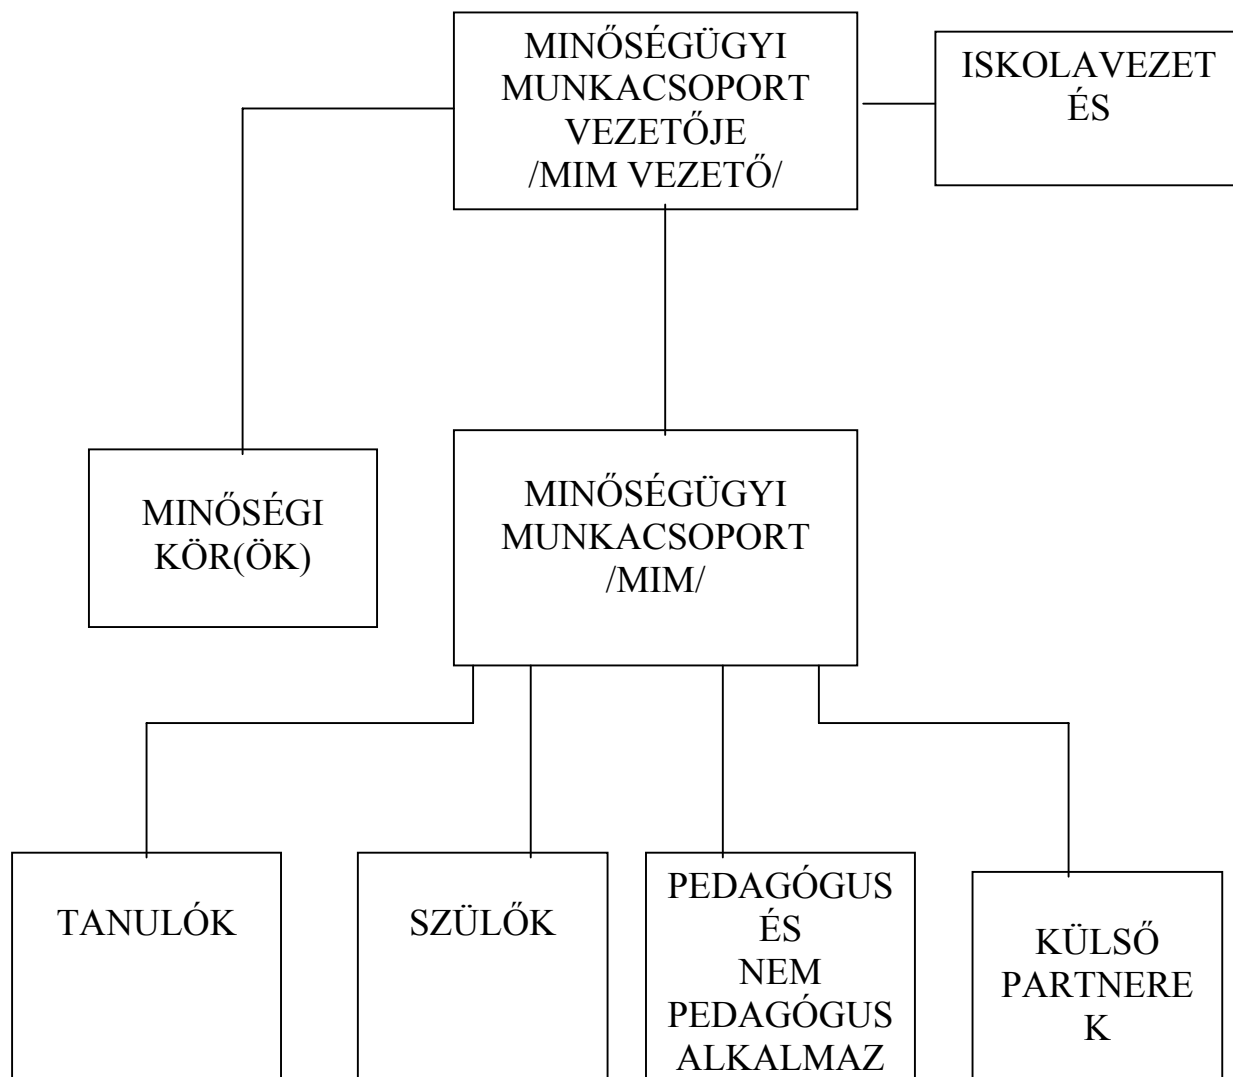 MINŐSÉGÜGYI
MUNKACSOPORT
VEZETŐJE
/MIM VEZETŐ/
ISKOLAVEZET
ÉS
MINŐSÉGI
KÖR(ÖK)
MINŐSÉGÜGYI
MUNKACSOPORT
/MIM/
TANULÓK
SZÜLŐK
PEDAGÓGUS
ÉS
NEM
PEDAGÓGUS
ALKALMAZ
KÜLSŐ
PARTNERE
K